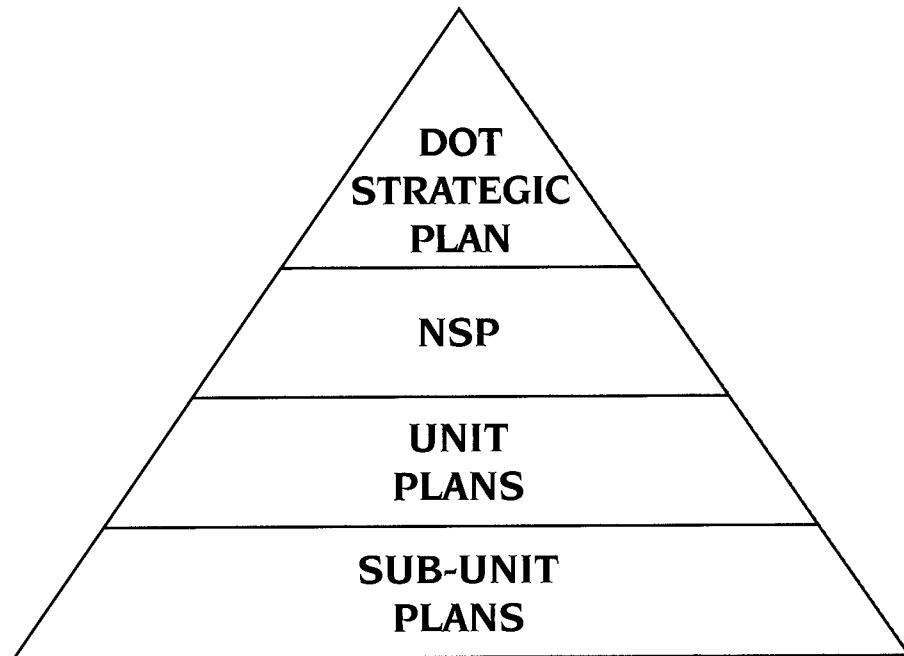 DOT
STRATEGIC
PLAN
NSP
UNIT
PLANS
SUB-UNIT
PLANS